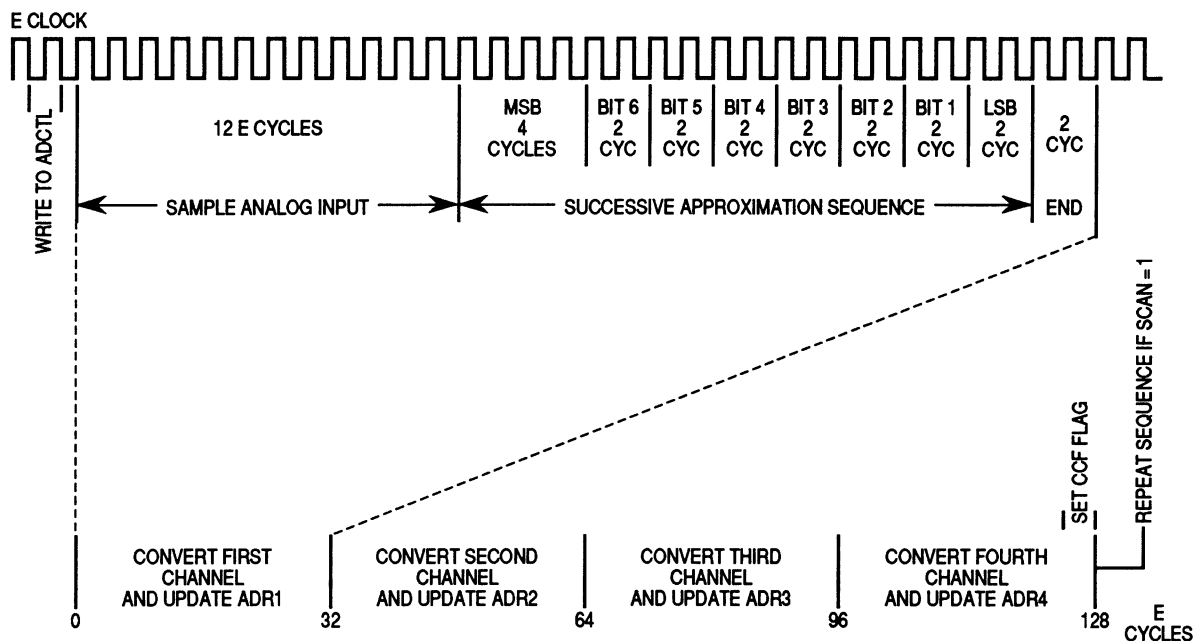 E CLOCK
WRITE TO ADCTL
12 E CYCLES
MSB
4
CYCLES
BIT 6
2
CYC
BIT 5
2
CYC
BIT 4
2
CYC
BIT 3
2
CYC
BIT 2
2
CYC
BIT 1
2
CYC
LSB
2
CYC
2
CYC
SAMPLE ANALOG INPUT
SUCCESSIVE APPROXIMATION SEQUENCE
END
SET CCF FLAG
REPEAT SEQUENCE IF SCAN = 1
CONVERT FIRST
CHANNEL
AND UPDATE ADR1
CONVERT SECOND
CHANNEL
AND UPDATE ADR2
CONVERT THIRD
CHANNEL
AND UPDATE ADR3
CONVERT FOURTH
CHANNEL
AND UPDATE ADR4
0
32
64
96
128
E
CYCLES